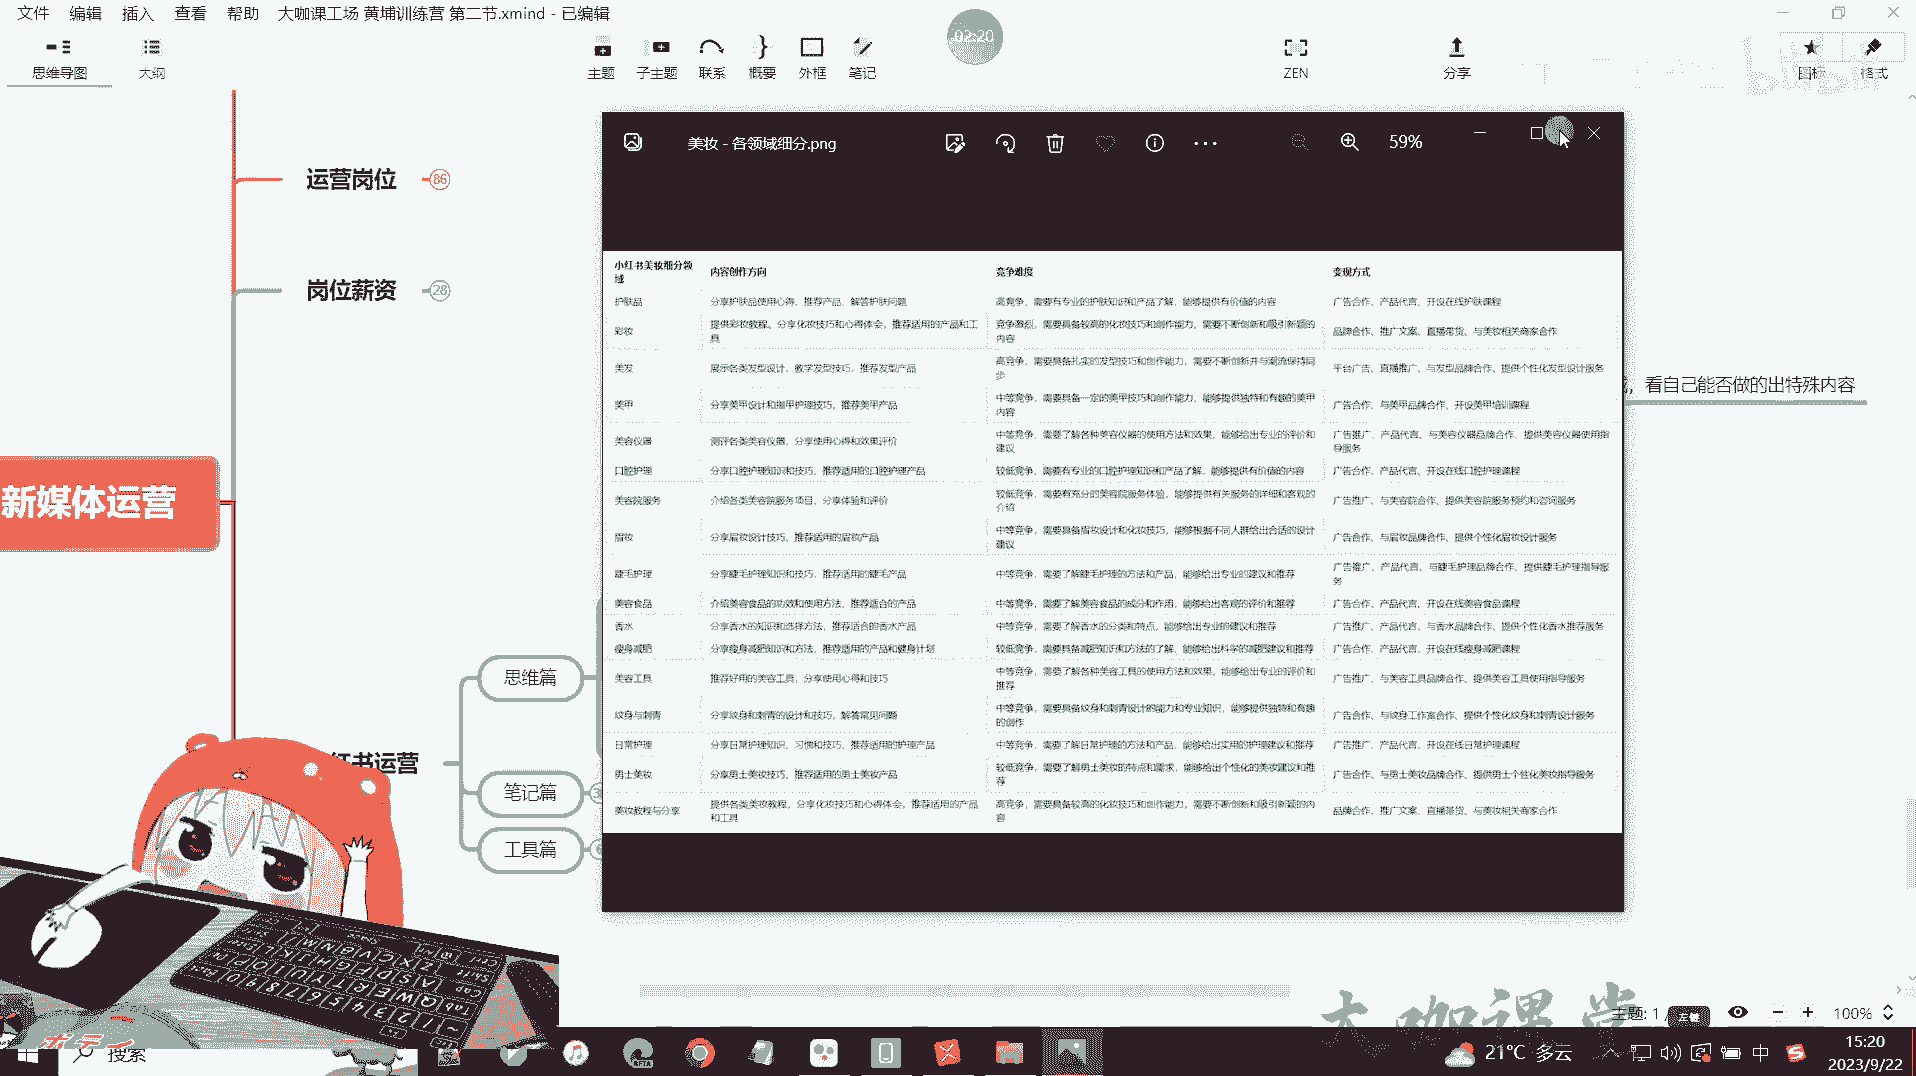 文件 编辑 插入 查看 帮助 大咖课工场 黄埔训练营 第二节.xmind - 已编辑
02:20
思维导图 大纲 主题 子主题 联系 概要 外框 笔记 ZEN 分享 图标 格式
美妆 - 各领域细分.png 59%
运营岗位 86
岗位薪资 28
新媒体运营
书运营
思维篇
笔记篇
工具篇
看自己能否做的出特殊内容
小红书美妆细分领域 内容创作方向 竞争难度 变现方式
护肤品 分享护肤品使用心得、推荐产品、解答护肤问题 高竞争，需要有专业的护肤知识和产品了解，能够提供有价值的内容 广告合作、产品代言、开设在线护肤课程
彩妆 提供彩妆教程、分享化妆技巧和心得体会，推荐适用的产品和工具 竞争激烈，需要具备较高的化妆技巧和创作能力，需要不断创新和吸引新颖的内容 品牌合作、推广文案、直播带货、与美妆相关商家合作
美发 展示各类发型设计，教学发型技巧，推荐发型产品 高竞争，需要具备扎实的发型技巧和创作能力，需要不断创新并与潮流保持同步 平台广告、直播推广、与发型品牌合作、提供个性化发型设计服务
美甲 分享美甲设计和指甲护理技巧，推荐美甲产品 中等竞争，需要具备一定的美甲技巧和创作能力，能够提供独特和有趣的美甲内容 广告合作、与美甲品牌合作、开设美甲培训课程
美容仪器 测评各类美容仪器，分享使用心得和效果评价 中等竞争，需要了解各种美容仪器的使用方法和效果，能够给出专业的评价和建议 广告推广、产品代言、与美容仪器品牌合作、提供美容仪器使用指导服务
口腔护理 分享口腔护理知识和技巧，推荐适用的口腔护理产品 较低竞争，需要有专业的口腔护理知识和产品了解，能够提供有价值的内容 广告合作、产品代言、开设在线口腔护理课程
美容院服务 介绍各类美容院服务项目、分享体验和评价 较低竞争，需要有充分的美容院服务体验，能够提供有关服务的详细和客观的介绍 广告推广、与美容院合作、提供美容院服务预约和咨询服务
眉妆 分享眉妆设计技巧、推荐适用的眉妆产品 中等竞争，需要具备眉妆设计和化妆技巧，能够根据不同人群给出合适的设计建议 广告合作、与眉妆品牌合作、提供个性化眉妆设计服务
睫毛护理 分享睫毛护理知识和技巧，推荐适用的睫毛产品 中等竞争，需要了解睫毛护理的方法和产品，能够给出专业的建议和推荐 广告推广、产品代言、与睫毛护理品牌合作、提供睫毛护理指导服务
美容食品 介绍美容食品的功效和使用方法，推荐适合的产品 中等竞争，需要了解美容食品的成分和作用，能够给出客观的评价和推荐 广告合作、产品代言、开设在线美容食品课程
香水 分享香水的知识和选择方法，推荐适合的香水产品 中等竞争，需要了解香水的分类和特点，能够给出专业的建议和推荐 广告推广、产品代言、与香水品牌合作、提供个性化香水推荐服务
瘦身减肥 分享瘦身减肥知识和方法，推荐适用的产品和健身计划 较低竞争，需要具备减肥知识和方法的了解，能够给出科学的减肥建议和推荐 广告合作、产品代言、开设在线瘦身减肥课程
美容工具 推荐好用的美容工具，分享使用心得和技巧 中等竞争，需要了解各种美容工具的使用方法和效果，能够给出专业的评价和推荐 广告推广、与美容工具品牌合作、提供美容工具使用指导服务
纹身与刺青 分享纹身和刺青的设计和技巧，解答常见问题 中等竞争，需要具备纹身和刺青设计的能力和专业知识，能够提供独特和有趣的创作 广告合作、与纹身工作室合作、提供个性化纹身和刺青设计服务
日常护理 分享日常护理知识、习惯和技巧，推荐适用的护理产品 中等竞争，需要了解日常护理的方法和产品，能够给出实用的护理建议和推荐 广告推广、产品代言、开设在线日常护理课程
男士美妆 分享男士美妆技巧、推荐适用的男士美妆产品 较低竞争，需要了解男士美妆的特点和需求，能够给出个性化的美妆建议和推荐 广告合作、与男士美妆品牌合作、提供男士个性化美妆指导服务
美妆教程与分享 提供各类美妆教程，分享化妆技巧和心得体会，推荐适用的产品和工具 高竞争，需要具备较高的化妆技巧和创作能力，需要不断创新和吸引新颖的内容 品牌合作、推广文案、直播带货、与美妆相关商家合作
大咖课堂
主题: 1 / 左键 100%
搜索 21°C 多云 中 15:20
2023/9/22